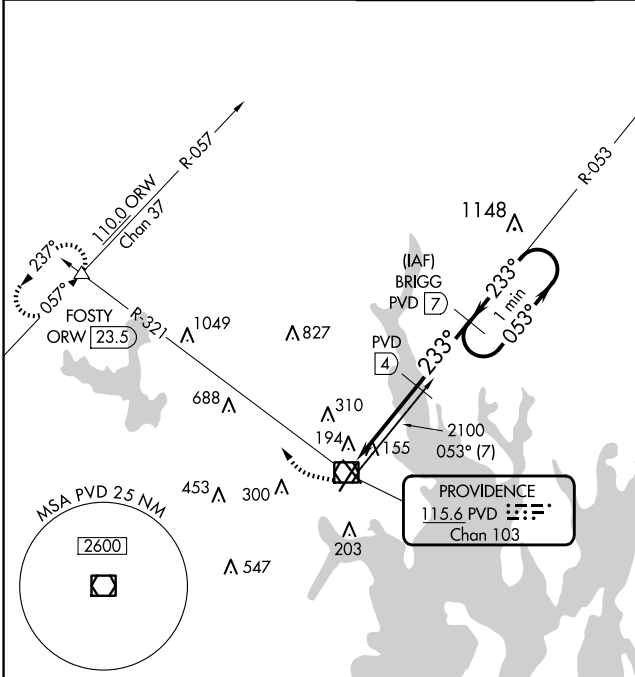 R-057
R-053
110.0 ORW
Chan 37
1148
237°
057°
(IAF)
BRIGG
PVD 7
233°
1 min
053°
FOSTY
ORW 23.5
R-321
1049
827
PVD
4
233°
688
310
194
155
2100
053° (7)
MSA PVD 25 NM
2600
453
300
PROVIDENCE
115.6 PVD
Chan 103
203
547